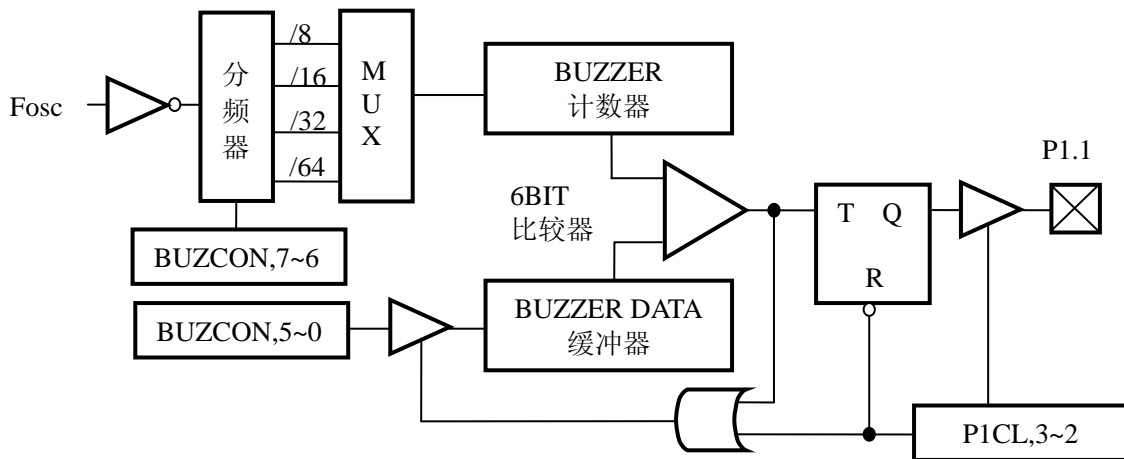 Fosc
分
频
器
/8
/16
/32
/64
M
U
X
BUZZER
计数器
BUZCON,7~6
BUZCON,5~0
6BIT
比较器
BUZZER DATA
缓冲器
T Q
R
P1.1
P1CL,3~2